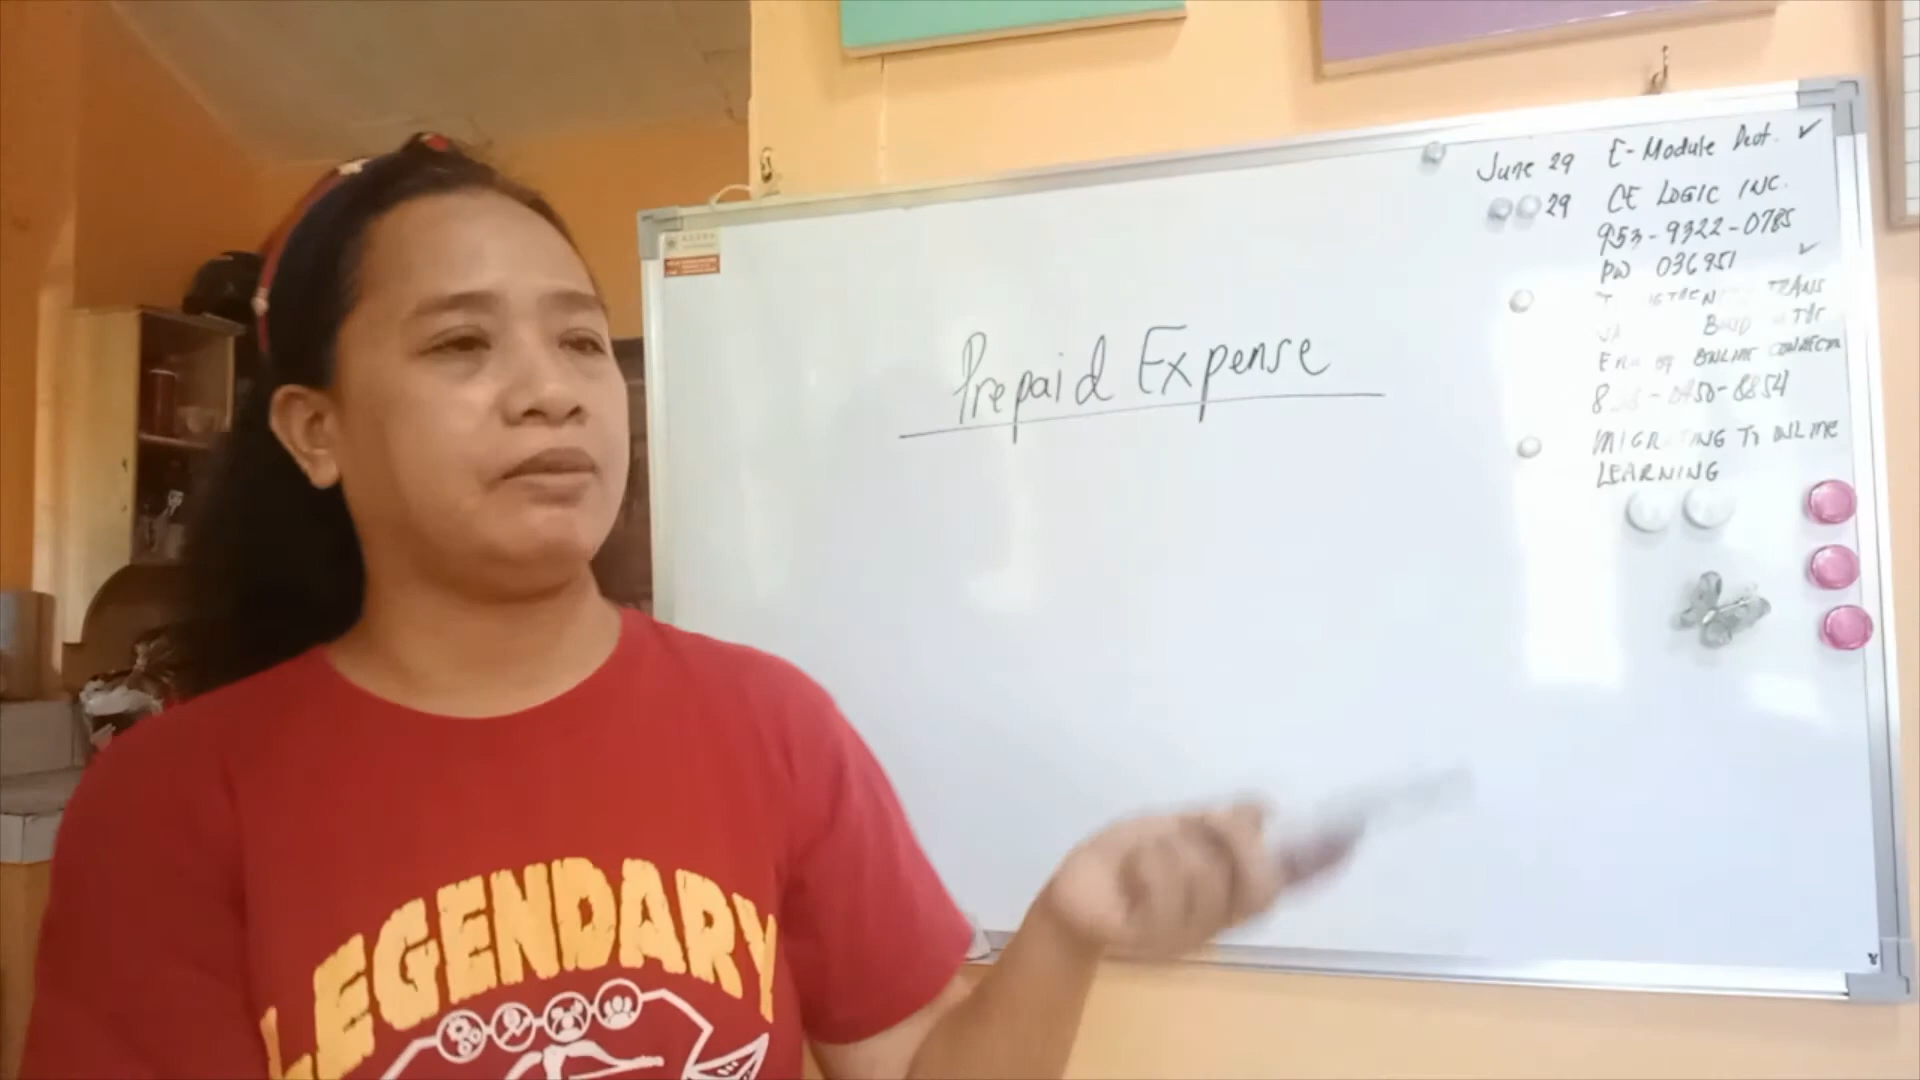 Prepaid Expense
June 29 E-Module Dept. ✓
29 CE LOGIC INC.
953-9322-0785
PW 036951 ✓
ONLINE
MIGRATING TO ONLINE
LEARNING
LEGENDARY